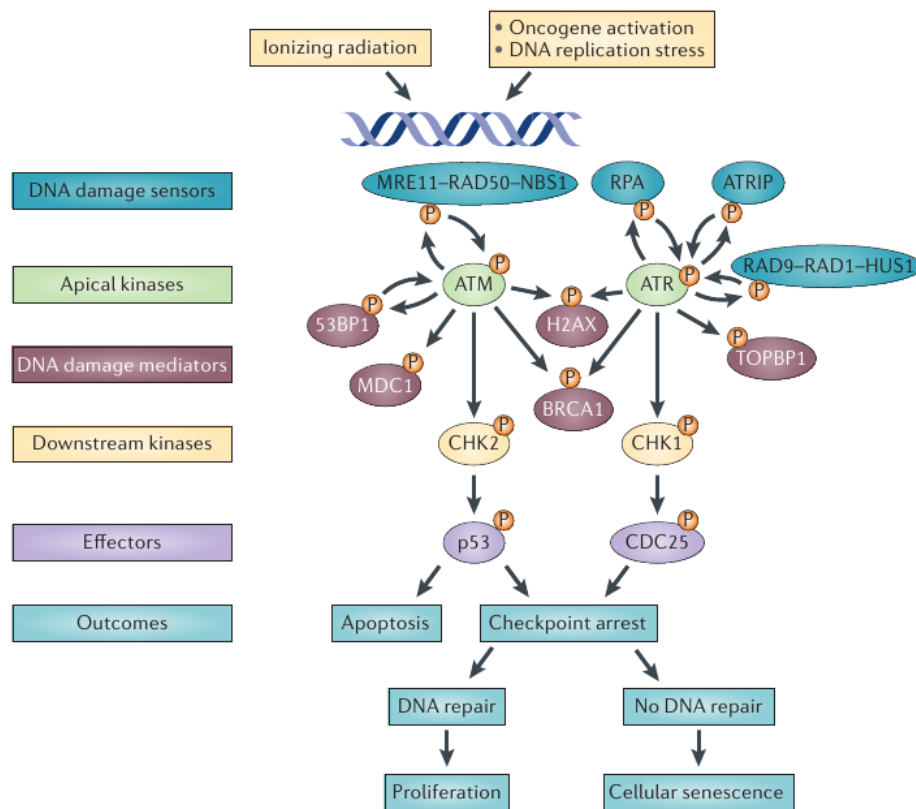 Ionizing radiation
• Oncogene activation
• DNA replication stress
DNA damage sensors
MRE11–RAD50–NBS1
RPA
ATRIP
P
P
P
RAD9–RAD1–HUS1
P
Apical kinases
ATM
P
ATR
P
53BP1
P
H2AX
P
DNA damage mediators
MDC1
P
BRCA1
P
TOPBP1
P
Downstream kinases
CHK2
P
CHK1
P
Effectors
p53
P
CDC25
P
Outcomes
Apoptosis
Checkpoint arrest
DNA repair
No DNA repair
Proliferation
Cellular senescence